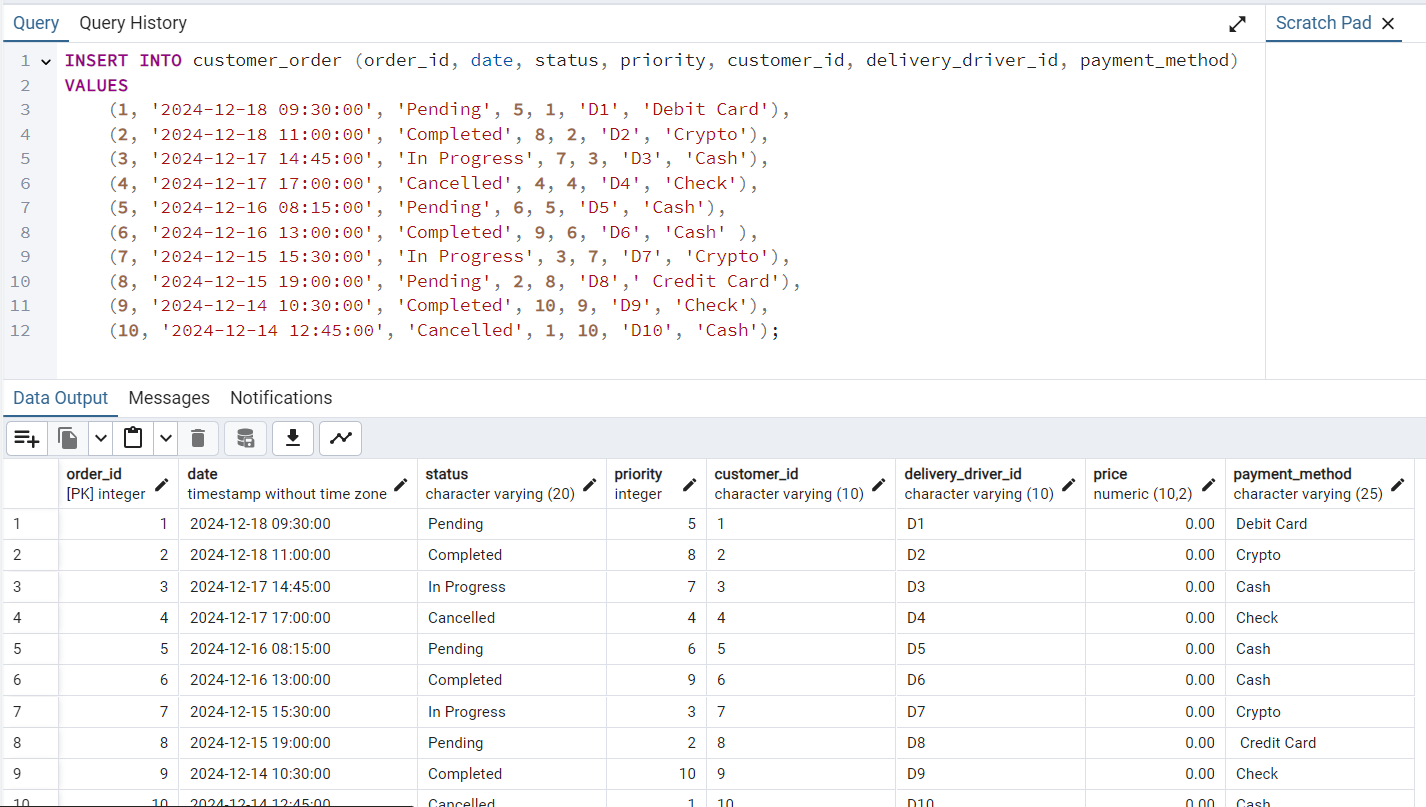 Query Query History Scratch Pad
1 INSERT INTO customer_order (order_id, date, status, priority, customer_id, delivery_driver_id, payment_method)
2 VALUES
3 (1, '2024-12-18 09:30:00', 'Pending', 5, 1, 'D1', 'Debit Card'),
4 (2, '2024-12-18 11:00:00', 'Completed', 8, 2, 'D2', 'Crypto'),
5 (3, '2024-12-17 14:45:00', 'In Progress', 7, 3, 'D3', 'Cash'),
6 (4, '2024-12-17 17:00:00', 'Cancelled', 4, 4, 'D4', 'Check'),
7 (5, '2024-12-16 08:15:00', 'Pending', 6, 5, 'D5', 'Cash'),
8 (6, '2024-12-16 13:00:00', 'Completed', 9, 6, 'D6', 'Cash' ),
9 (7, '2024-12-15 15:30:00', 'In Progress', 3, 7, 'D7', 'Crypto'),
10 (8, '2024-12-15 19:00:00', 'Pending', 2, 8, 'D8',' Credit Card'),
11 (9, '2024-12-14 10:30:00', 'Completed', 10, 9, 'D9', 'Check'),
12 (10, '2024-12-14 12:45:00', 'Cancelled', 1, 10, 'D10', 'Cash');
Data Output Messages Notifications
order_id date status priority customer_id delivery_driver_id price payment_method
[PK] integer timestamp without time zone character varying (20) integer character varying (10) character varying (10) numeric (10,2) character varying (25)
1 1 2024-12-18 09:30:00 Pending 5 1 D1 0.00 Debit Card
2 2 2024-12-18 11:00:00 Completed 8 2 D2 0.00 Crypto
3 3 2024-12-17 14:45:00 In Progress 7 3 D3 0.00 Cash
4 4 2024-12-17 17:00:00 Cancelled 4 4 D4 0.00 Check
5 5 2024-12-16 08:15:00 Pending 6 5 D5 0.00 Cash
6 6 2024-12-16 13:00:00 Completed 9 6 D6 0.00 Cash
7 7 2024-12-15 15:30:00 In Progress 3 7 D7 0.00 Crypto
8 8 2024-12-15 19:00:00 Pending 2 8 D8 0.00 Credit Card
9 9 2024-12-14 10:30:00 Completed 10 9 D9 0.00 Check
10 10 2024-12-14 12:45:00 Cancelled 1 10 D10 0.00 Cash